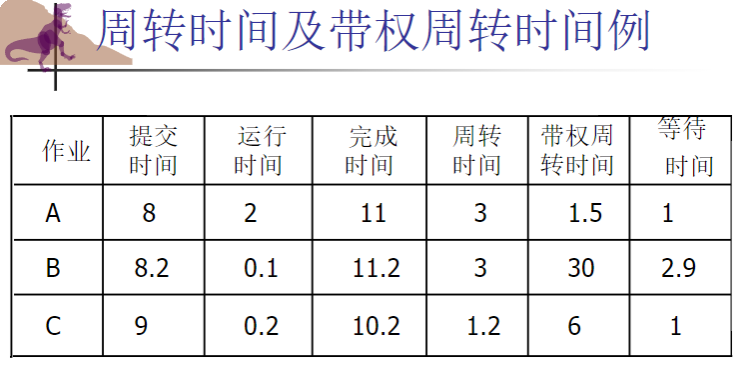 周转时间及带权周转时间例
作业 提交时间 运行时间 完成时间 周转时间 带权周转时间 等待时间
A 8 2 11 3 1.5 1
B 8.2 0.1 11.2 3 30 2.9
C 9 0.2 10.2 1.2 6 1